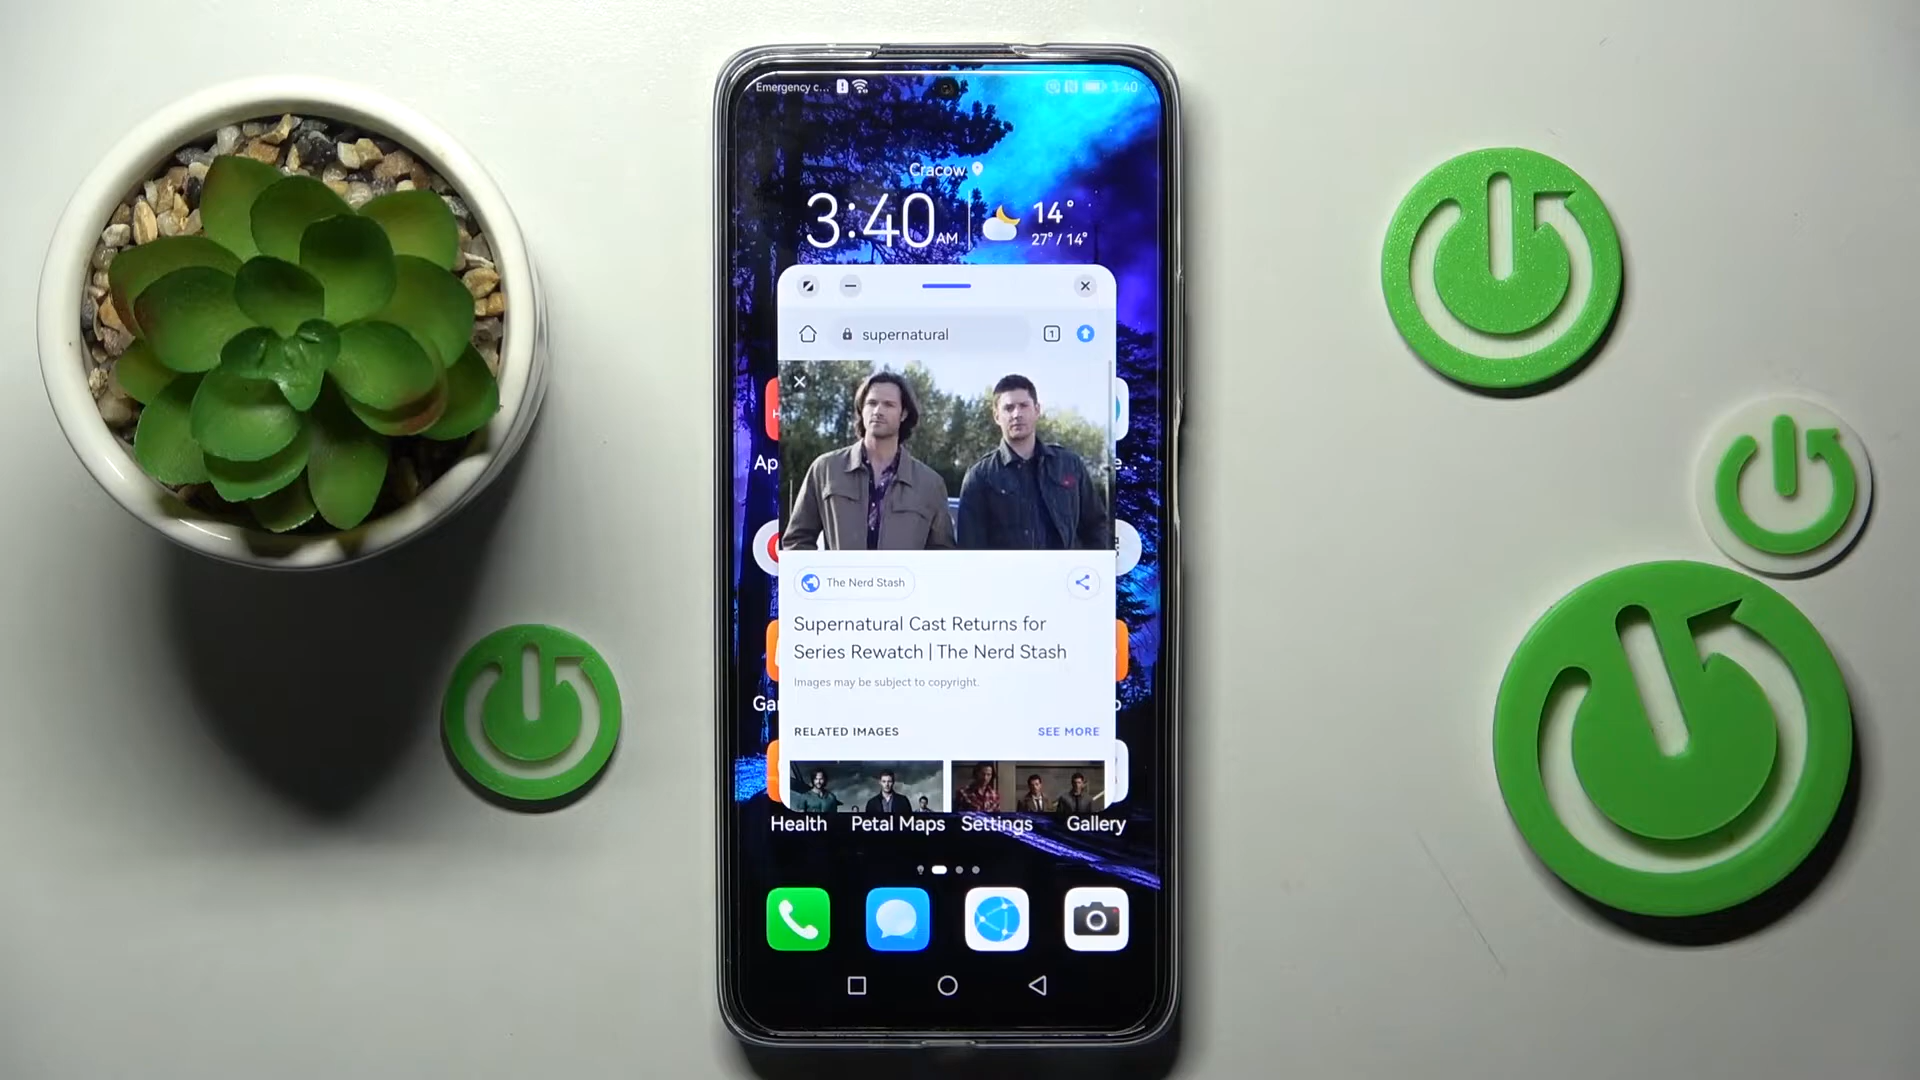 Emergency c...
3:40
Cracow
3:40 AM
14°
27° / 14°
supernatural
1
H
Ap
e...
The Nerd Stash
Supernatural Cast Returns for
Series Rewatch | The Nerd Stash
Images may be subject to copyright.
Ga
RELATED IMAGES
SEE MORE
Health
Petal Maps
Settings
Gallery